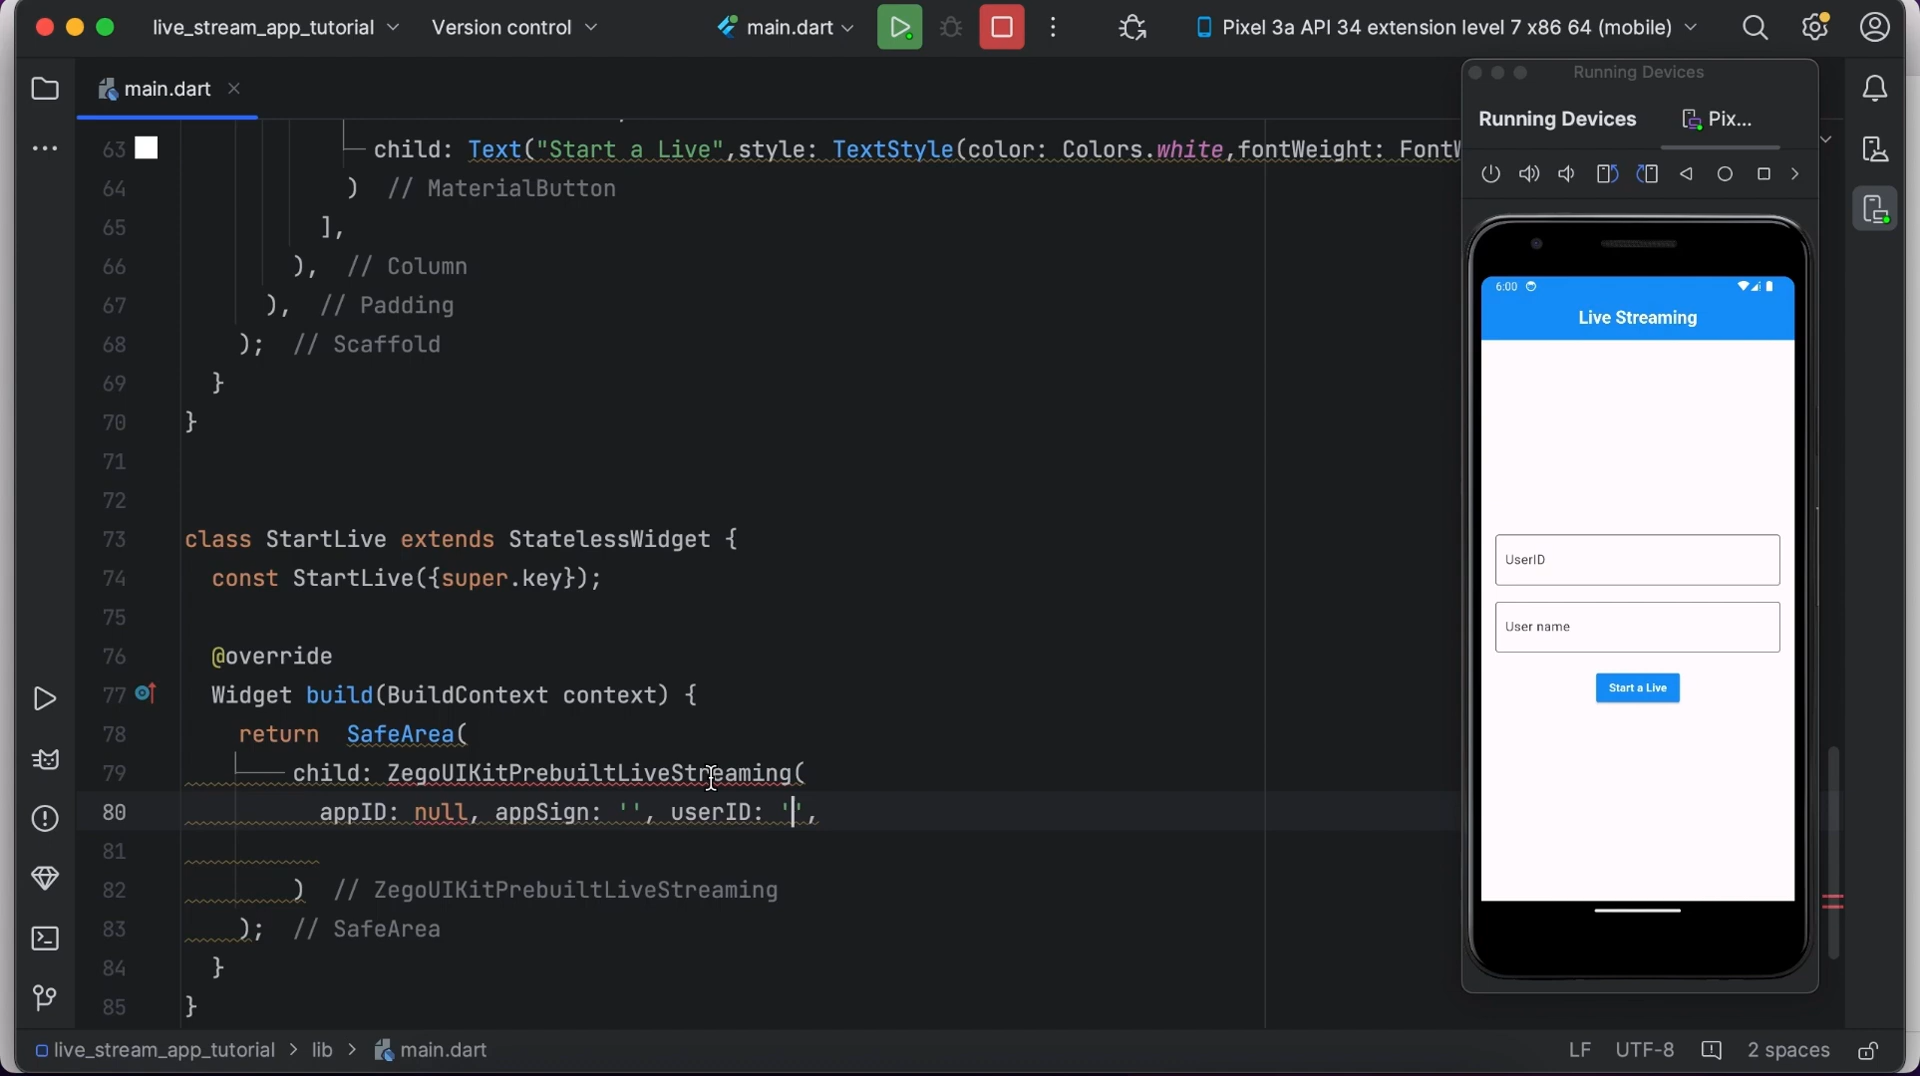 live_stream_app_tutorial Version control main.dart Pixel 3a API 34 extension level 7 x86 64 (mobile)
main.dart
63 child: Text("Start a Live",style: TextStyle(color: Colors.white,fontWeight: FontW
64 ) // MaterialButton
65 ],
66 ), // Column
67 ), // Padding
68 ); // Scaffold
69 }
70 }
71
72
73 class StartLive extends StatelessWidget {
74 const StartLive({super.key});
75
76 @override
77 Widget build(BuildContext context) {
78 return SafeArea(
79 child: ZegoUIKitPrebuiltLiveStreaming(
80 appID: null, appSign: '', userID: '',
81
82 ) // ZegoUIKitPrebuiltLiveStreaming
83 ); // SafeArea
84 }
85 }
Running Devices
Running Devices Pix...
6:00
Live Streaming
UserID
User name
Start a Live
live_stream_app_tutorial > lib > main.dart LF UTF-8 2 spaces